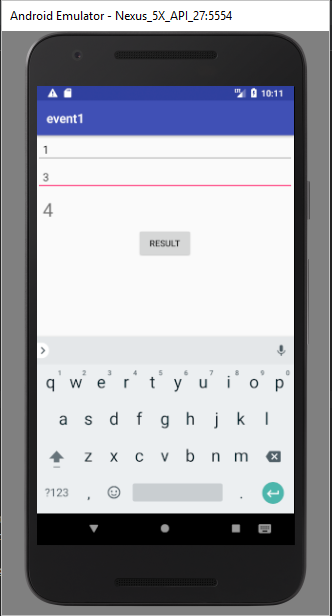 Android Emulator - Nexus_5X_API_27:5554
10:11
event1
1
3
4
RESULT
1 2 3 4 5 6 7 8 9 0
q w e r t y u i o p
a s d f g h j k l
z x c v b n m
?123 , .